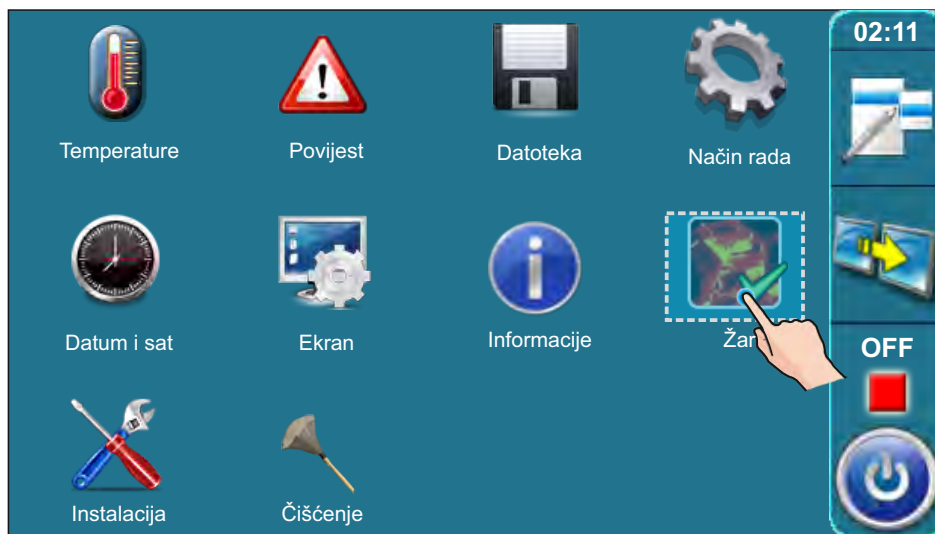 02:11
Temperature
Povijest
Datoteka
Način rada
Datum i sat
Ekran
Informacije
OFF
Instalacija
Čišćenje